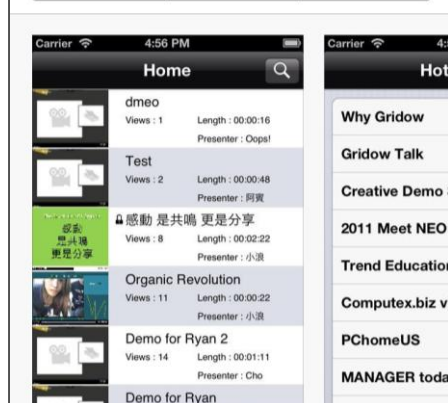 Carrier 4:56 PM
Home
dmeo
Views : 1 Length : 00:00:16
Presenter : Oops!
Test
Views : 2 Length : 00:00:48
Presenter : 阿賓
感動 是共鳴 更是分享
Views : 8 Length : 00:02:22
Presenter : 小浪
感動
是共鳴
更是分享
Organic Revolution
Views : 11 Length : 00:00:22
Presenter : 小浪
Demo for Ryan 2
Views : 14 Length : 00:01:11
Presenter : Cho
Demo for Ryan
Carrier 4:
Hot
Why Gridow
Gridow Talk
Creative Demo
2011 Meet NEO
Trend Education
Computex.biz v
PChomeUS
MANAGER toda